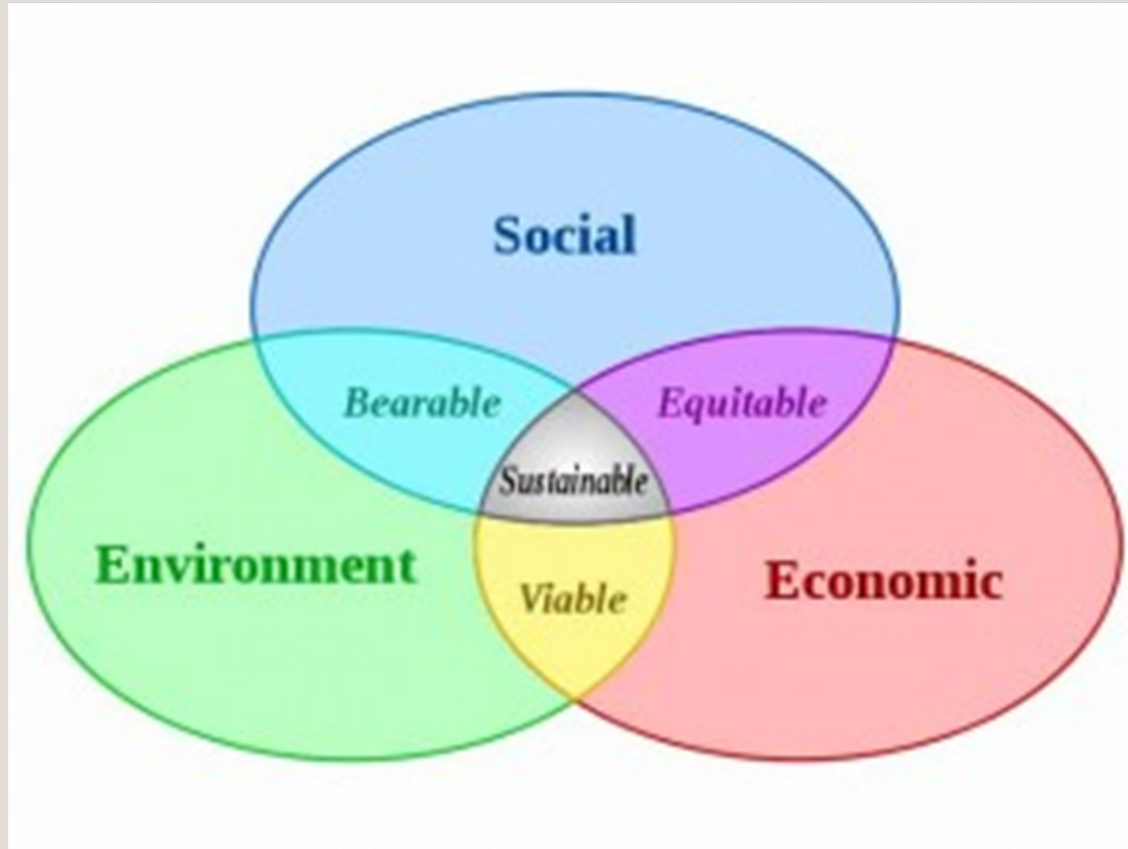 Social
Bearable
Equitable
Sustainable
Environment
Economic
Viable